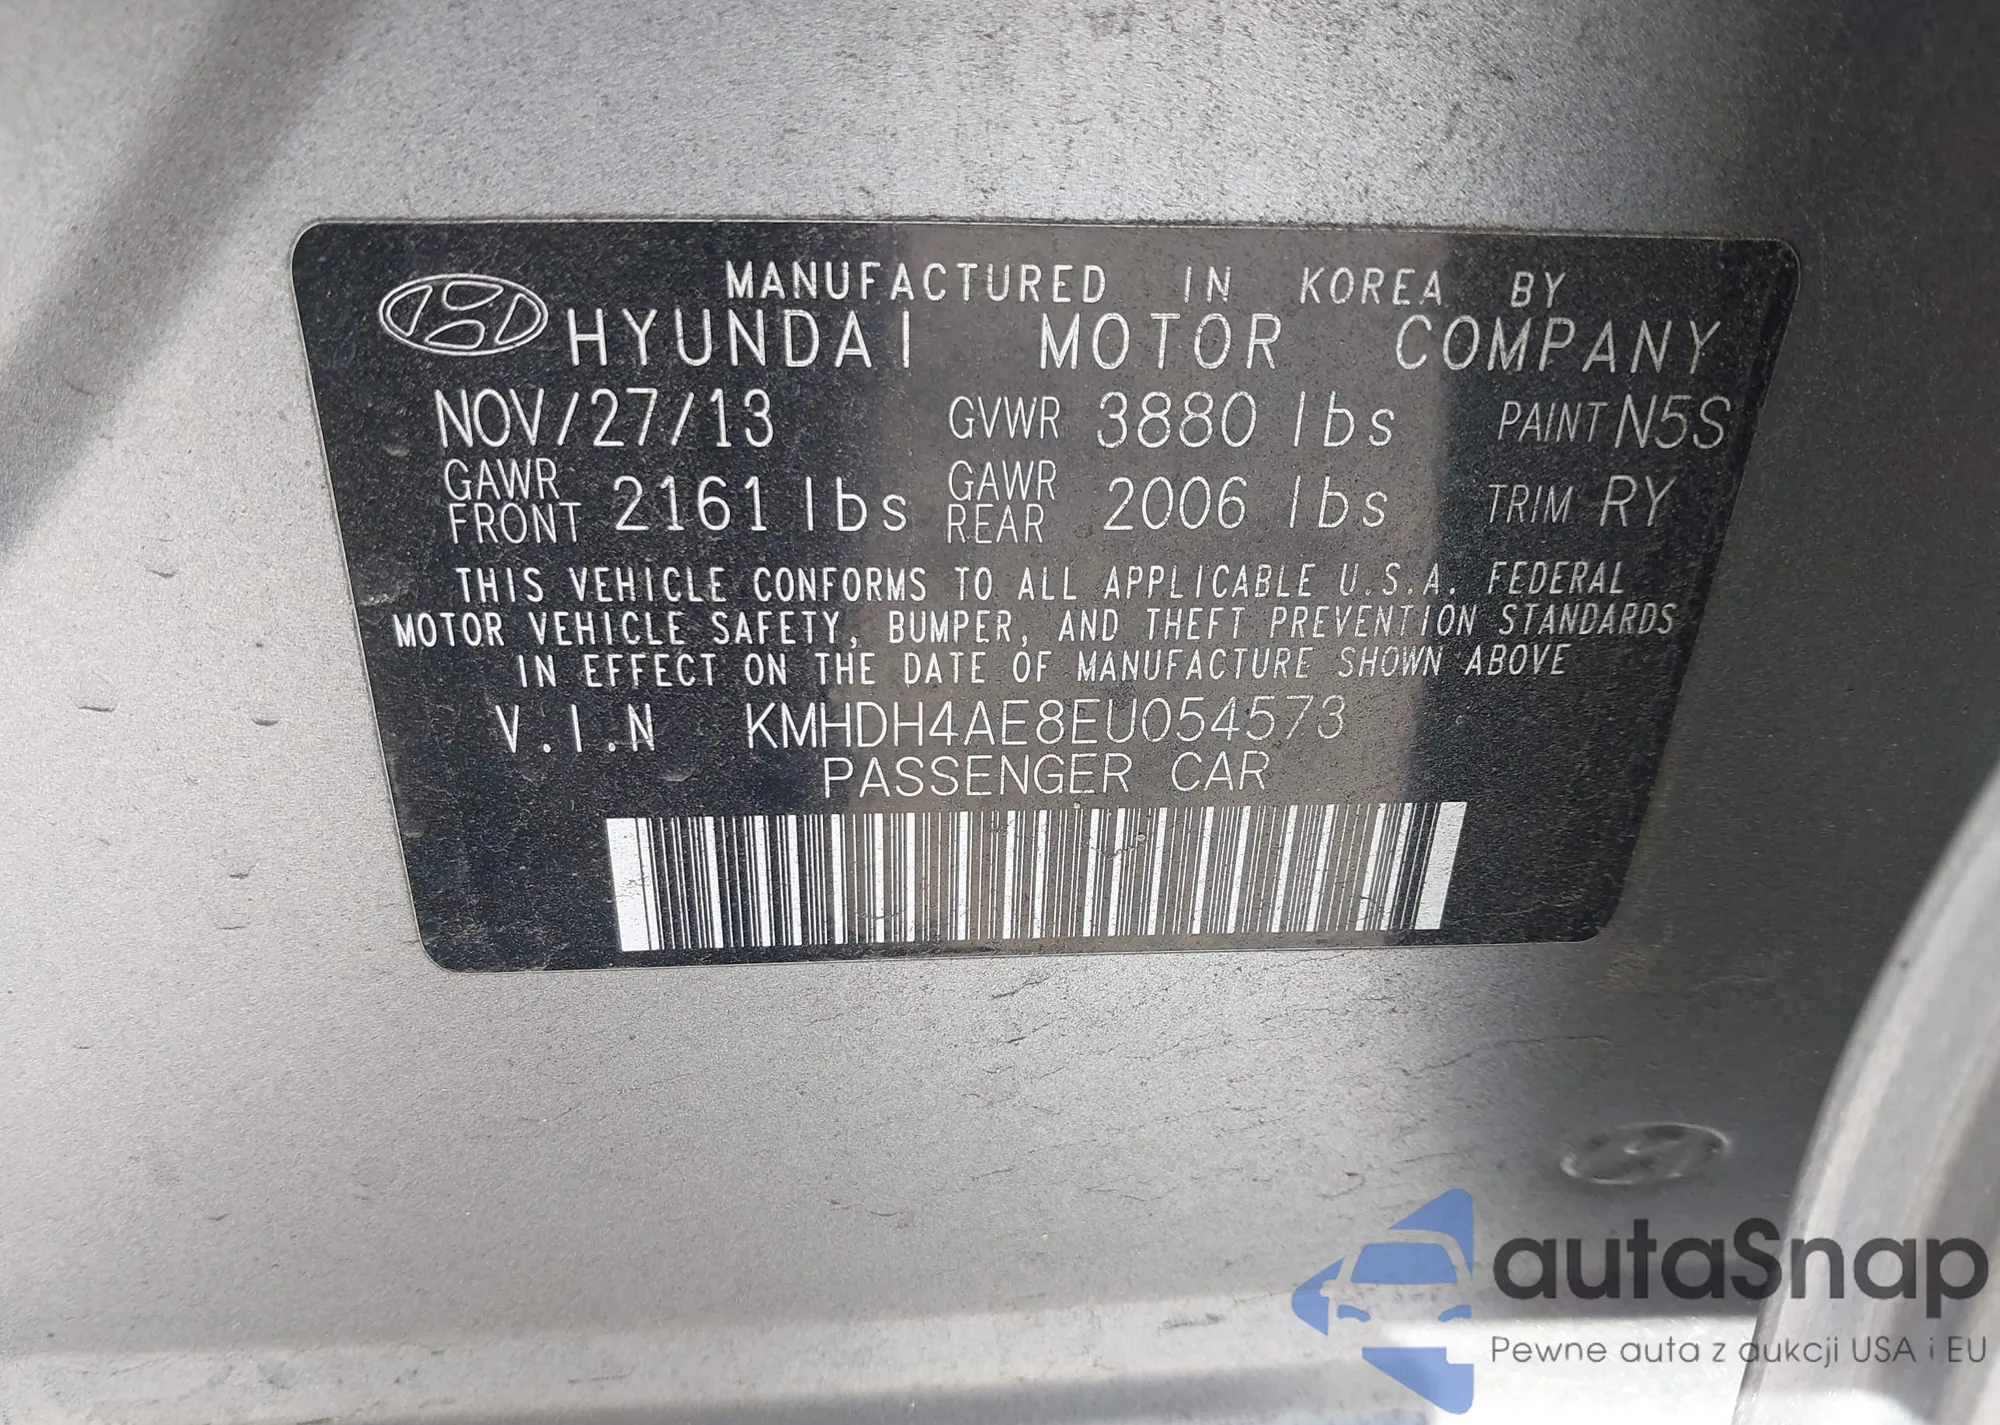 MANUFACTURED IN KOREA BY
HYUNDAI MOTOR COMPANY
NOV/27/13 GVWR 3880 lbs PAINT N5S
GAWR FRONT 2161 lbs GAWR REAR 2006 lbs TRIM RY
THIS VEHICLE CONFORMS TO ALL APPLICABLE U.S.A. FEDERAL
MOTOR VEHICLE SAFETY, BUMPER, AND THEFT PREVENTION STANDARDS
IN EFFECT ON THE DATE OF MANUFACTURE SHOWN ABOVE
V.I.N KMHDH4AE8EU054573
PASSENGER CAR
autaSnap
Pewne auta z aukcji USA i EU